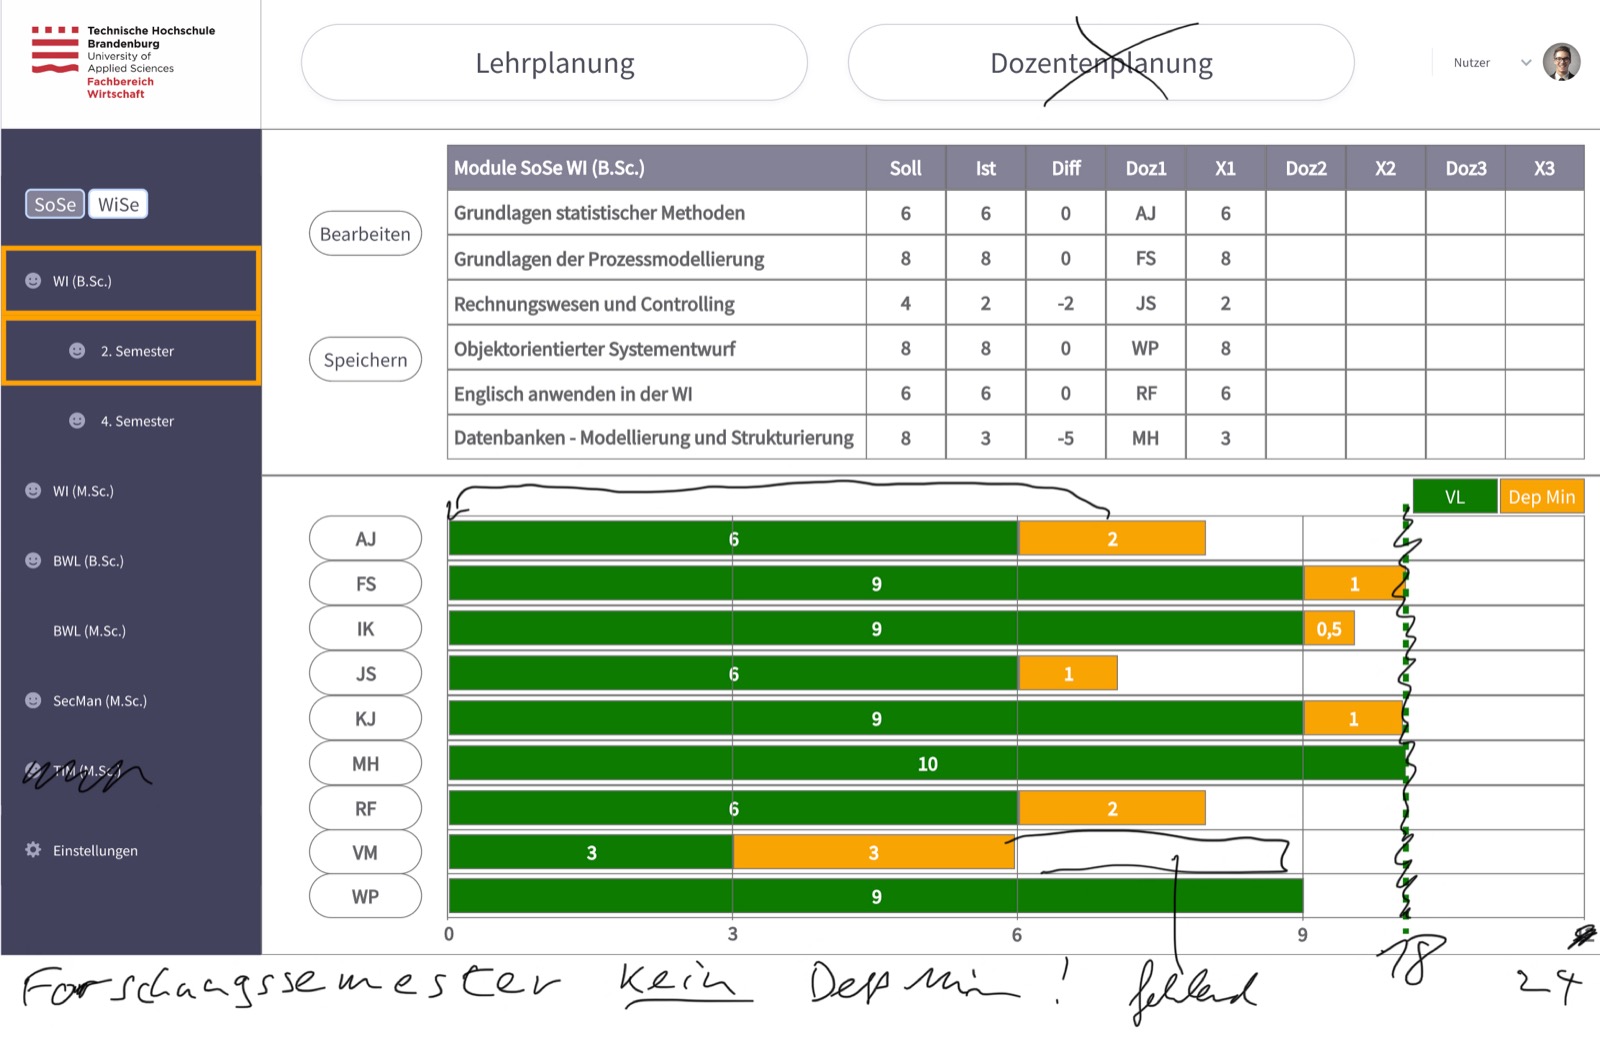 Technische Hochschule
Brandenburg
University of
Applied Sciences
Fachbereich
Wirtschaft
Lehrplanung
Dozentenplanung
Nutzer
SoSe WiSe
WI (B.Sc.)
2. Semester
4. Semester
WI (M.Sc.)
BWL (B.Sc.)
BWL (M.Sc.)
SecMan (M.Sc.)
TIM (M.Sc.)
Einstellungen
Bearbeiten
Speichern
Module SoSe WI (B.Sc.) Soll Ist Diff Doz1 X1 Doz2 X2 Doz3 X3
Grundlagen statistischer Methoden 6 6 0 AJ 6
Grundlagen der Prozessmodellierung 8 8 0 FS 8
Rechnungswesen und Controlling 4 2 -2 JS 2
Objektorientierter Systementwurf 8 8 0 WP 8
Englisch anwenden in der WI 6 6 0 RF 6
Datenbanken - Modellierung und Strukturierung 8 3 -5 MH 3
VL Dep Min
AJ 6 2
FS 9 1
IK 9 0,5
JS 6 1
KJ 9 1
MH 10
RF 6 2
VM 3 3
WP 9
0 3 6 9
18
24
Forschungssemester kein Dep Min ! fehlend